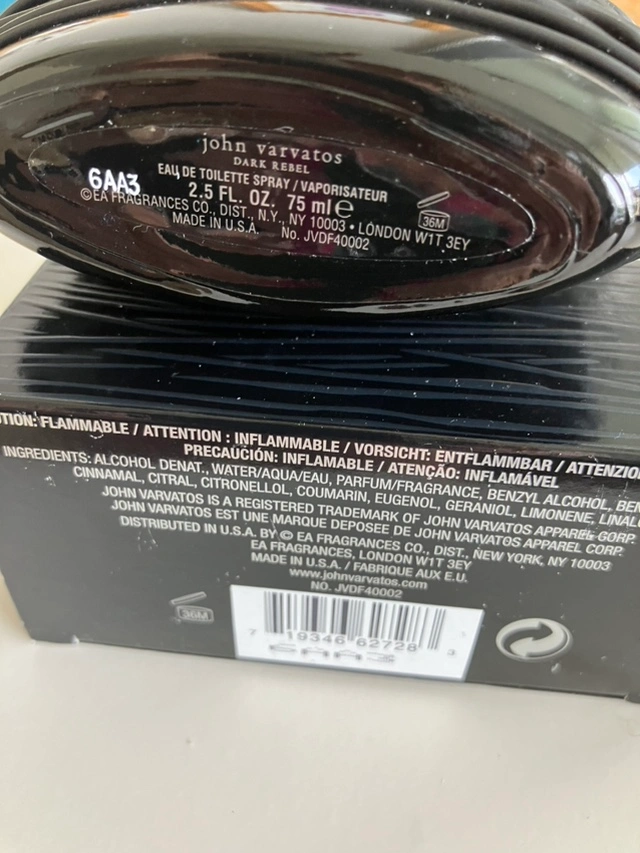 john varvatos
DARK REBEL
EAU DE TOILETTE SPRAY / VAPORISATEUR
6AA3
2.5 FL. OZ. 75 ml e
©EA FRAGRANCES CO., DIST., N.Y., NY 10003 • LONDON W1T 3EY
MADE IN U.S.A. No. JVDF40002
36M
TION: FLAMMABLE / ATTENTION : INFLAMMABLE / VORSICHT: ENTFLAMMBAR / ATTENZIO
PRECAUCIÓN: INFLAMABLE / ATENÇÃO: INFLAMÁVEL
INGREDIENTS: ALCOHOL DENAT., WATER/AQUA/EAU, PARFUM/FRAGRANCE, BENZYL ALCOHOL, BEN
CINNAMAL, CITRAL, CITRONELLOL, COUMARIN, EUGENOL, GERANIOL, LIMONENE, LINAL
JOHN VARVATOS IS A REGISTERED TRADEMARK OF JOHN VARVATOS APPAREL CORP.
JOHN VARVATOS EST UNE MARQUE DEPOSEE DE JOHN VARVATOS APPAREL CORP.
DISTRIBUTED IN U.S.A. BY © EA FRAGRANCES CO., DIST., NEW YORK, NY 10003
EA FRAGRANCES, LONDON W1T 3EY
MADE IN U.S.A. / FABRIQUE AUX E.U.
www.johnvarvatos.com
NO. JVDF40002
36M
7 19346 62728 3